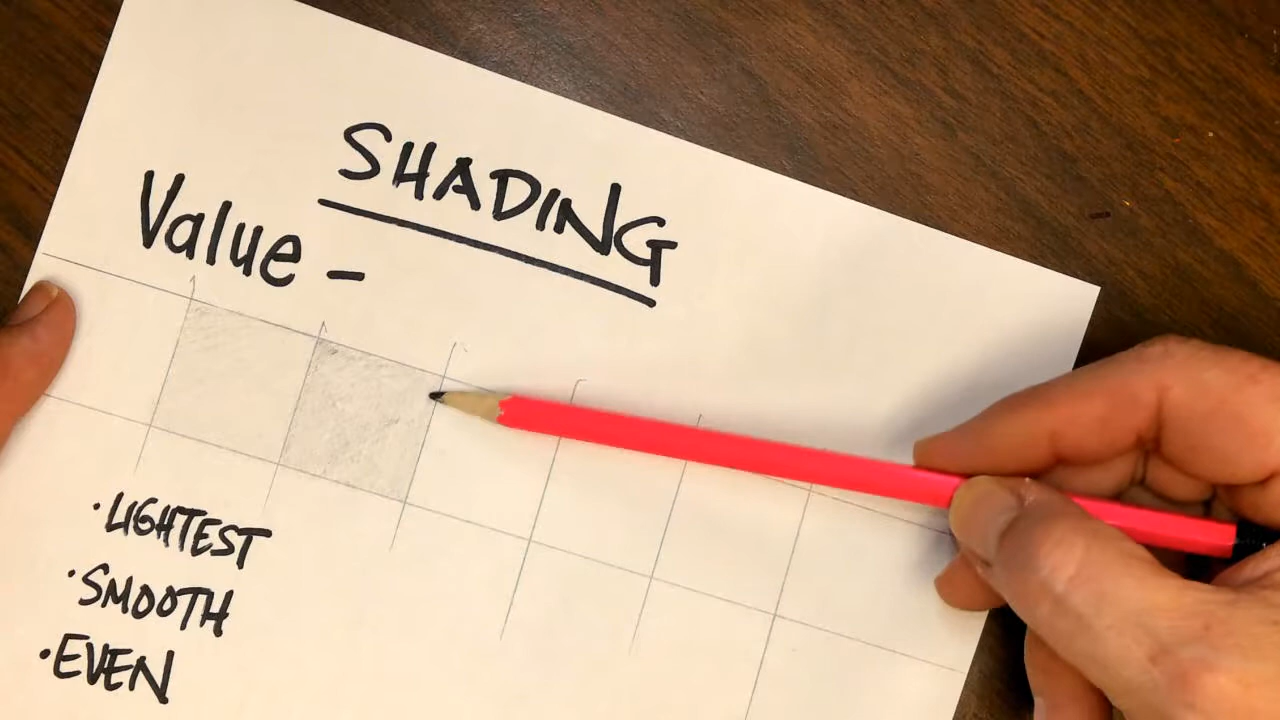 SHADING
Value -
• LIGHTEST
• SMOOTH
• EVEN